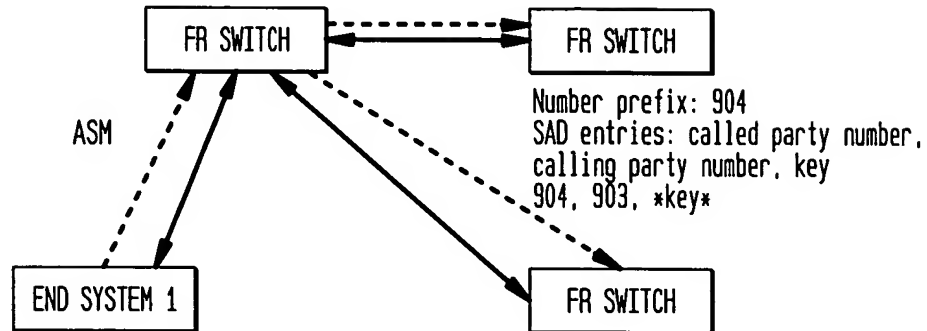 FR SWITCH
FR SWITCH
Number prefix: 904
SAD entries: called party number,
calling party number, key
904, 903, *key*
ASM
END SYSTEM 1
FR SWITCH